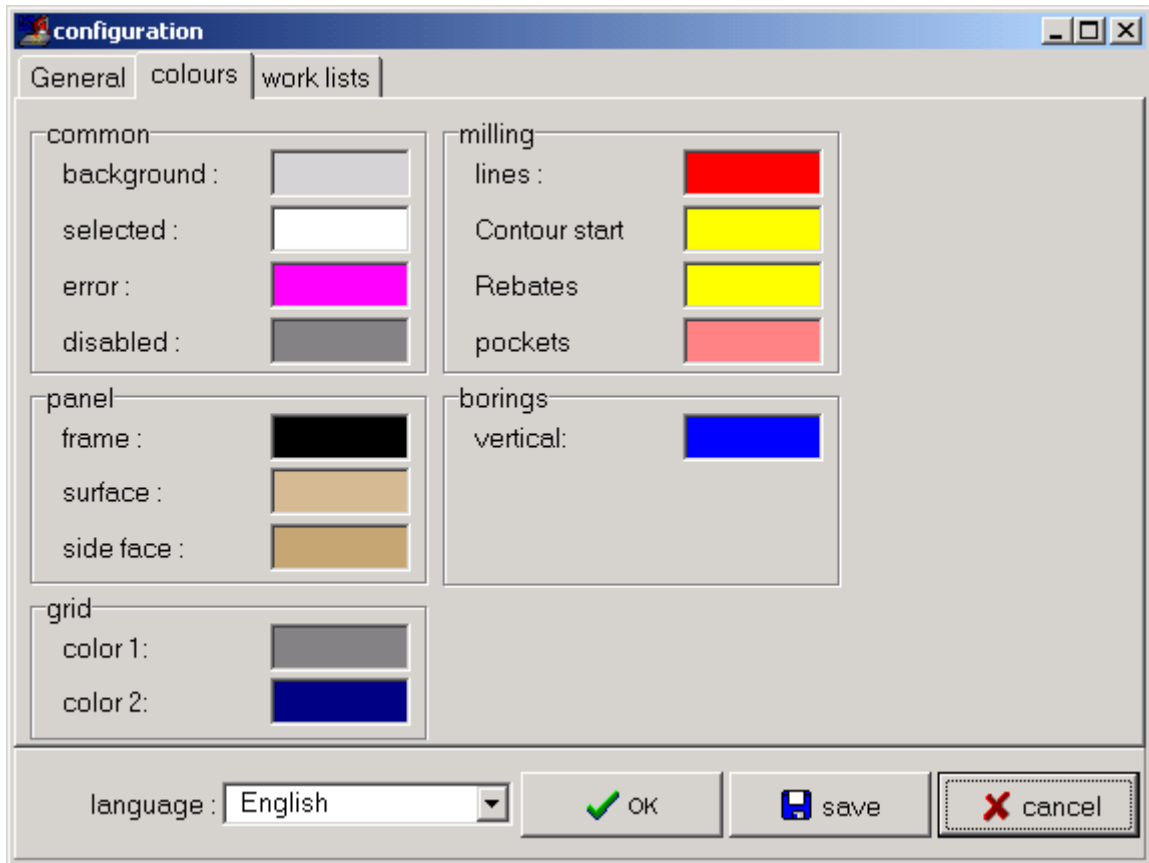 configuration
General
colours
work lists
common
background :
selected :
error :
disabled :
milling
lines :
Contour start
Rebates
pockets
panel
frame :
surface :
side face :
borings
vertical:
grid
color 1:
color 2:
language : English
OK
save
cancel